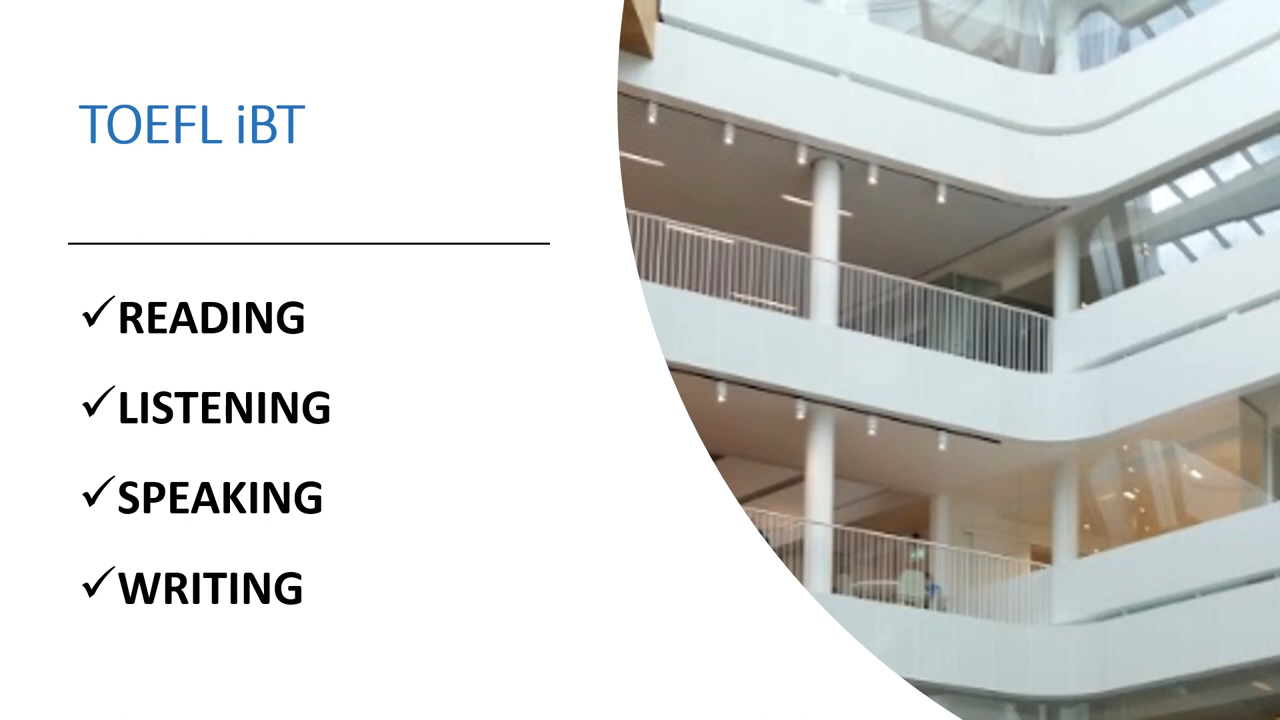 TOEFL iBT
✓READING
✓LISTENING
✓SPEAKING
✓WRITING